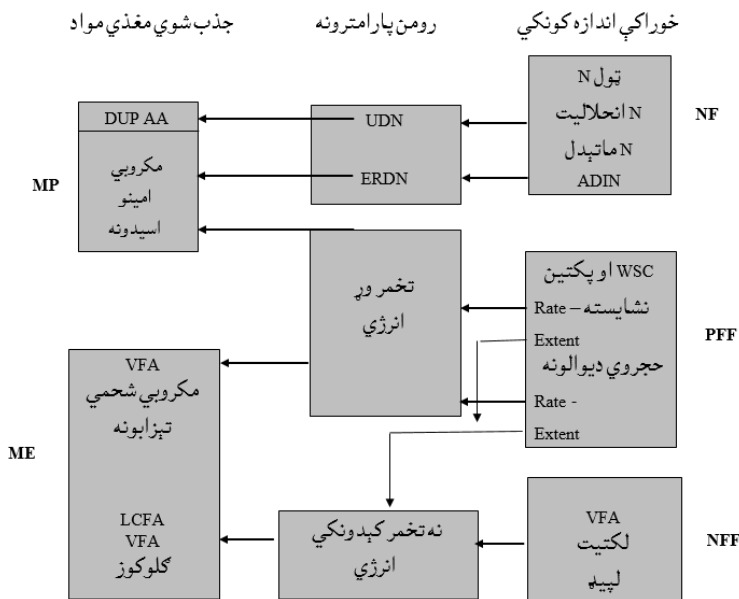 خوراکې اندازه کونکي
رومن پارامترونه
جذب شوي مغذي مواد
NF
ټول N
N انحلالیت
N ماتېدل
ADIN
UDN
ERDN
DUP AA
مکروبي
امینو
اسیدونه
MP
PFF
WSC او پکتین
Rate – نشایسته
Extent
حجروي دیوالونه
Rate -
Extent
تخمر وړ
انرژي
VFA
مکروبي شحمي
تېزابونه
LCFA
VFA
ګلوکوز
ME
NFF
VFA
لکتیت
لپیډ
نه تخمر کېدونکي
انرژي